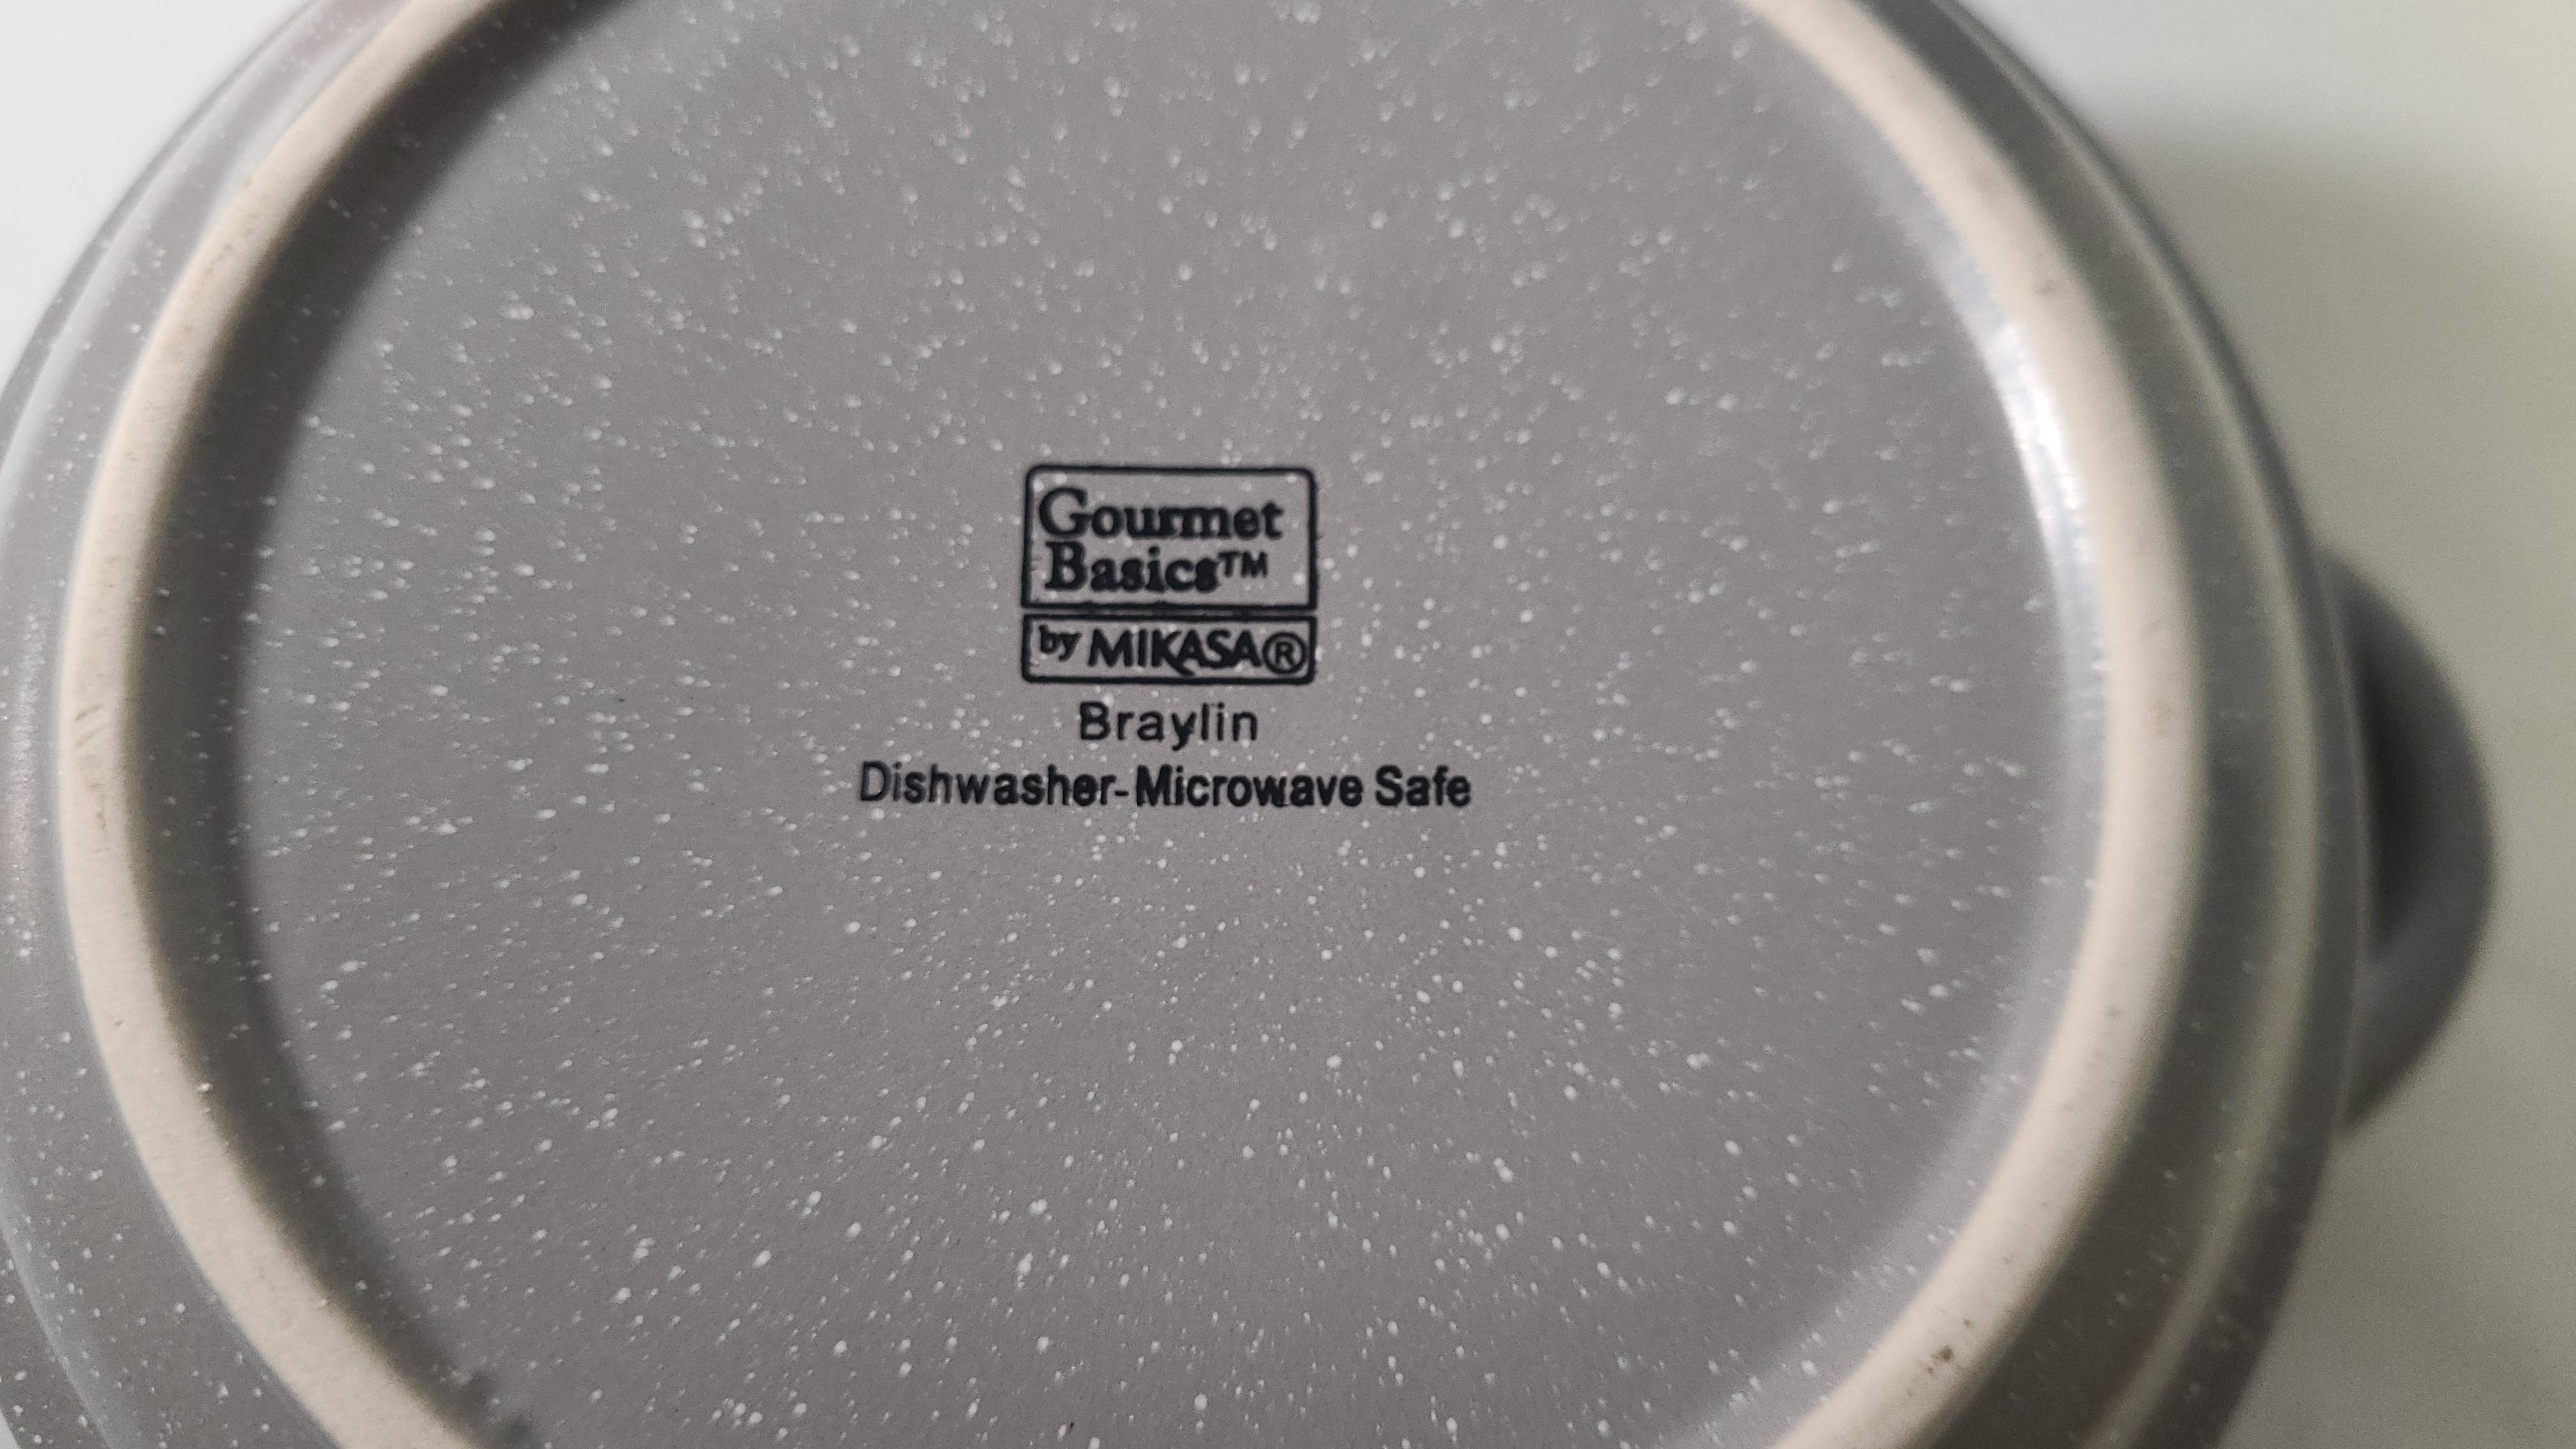 Gourmet
Basics™
by MIKASA®
Braylin
Dishwasher-Microwave Safe